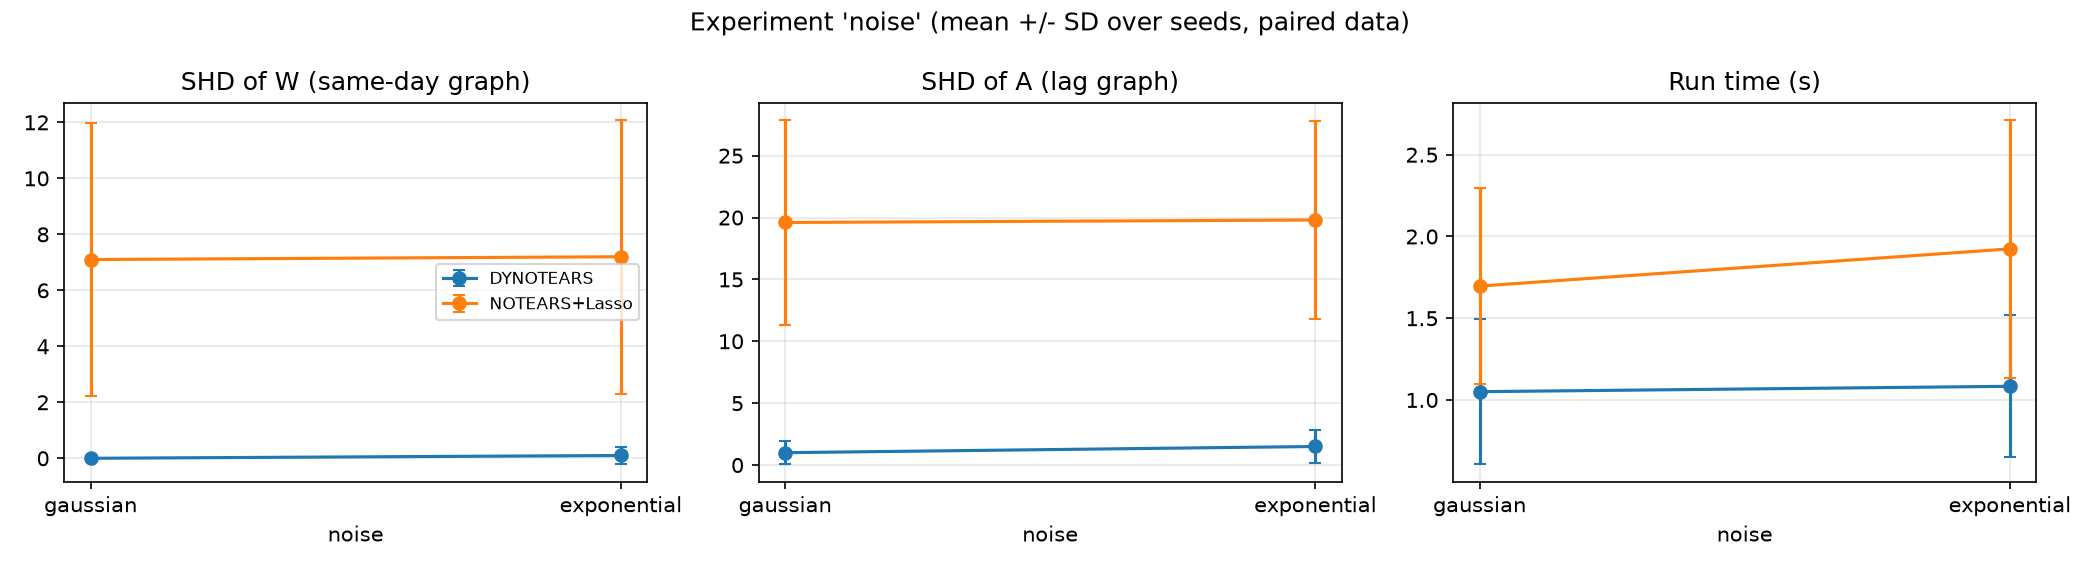 Experiment 'noise' (mean +/- SD over seeds, paired data)
SHD of W (same-day graph)
12
10
8
6
4
2
0
DYNOTEARS
NOTEARS+Lasso
gaussian
exponential
noise
SHD of A (lag graph)
25
20
15
10
5
0
gaussian
exponential
noise
Run time (s)
2.5
2.0
1.5
1.0
gaussian
exponential
noise